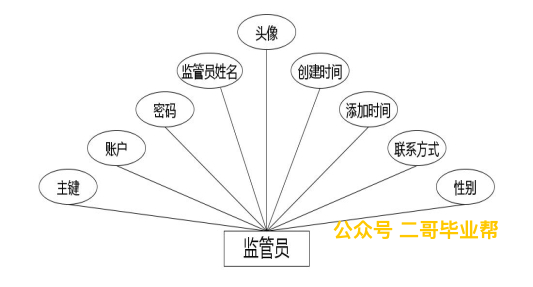 头像
监管员姓名
创建时间
密码
添加时间
账户
联系方式
主键
性别
公众号 二哥毕业帮
监管员